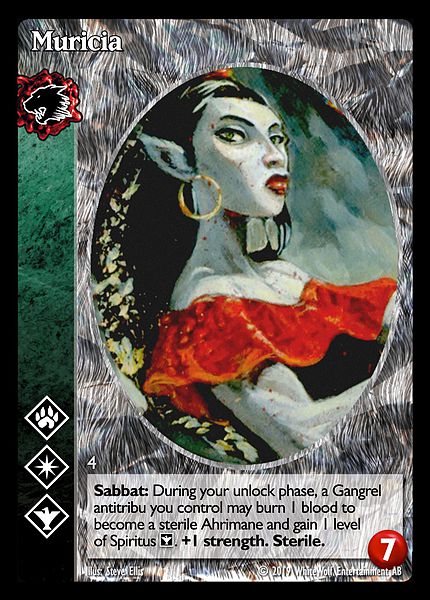 Muricia
4
Sabbat: During your unlock phase, a Gangrel
antitribu you control may burn 1 blood to
become a sterile Ahrimane and gain 1 level
of Spiritus . +1 strength. Sterile.
7
Illus: Steve Ellis
© 2019 White Wolf Entertainment AB